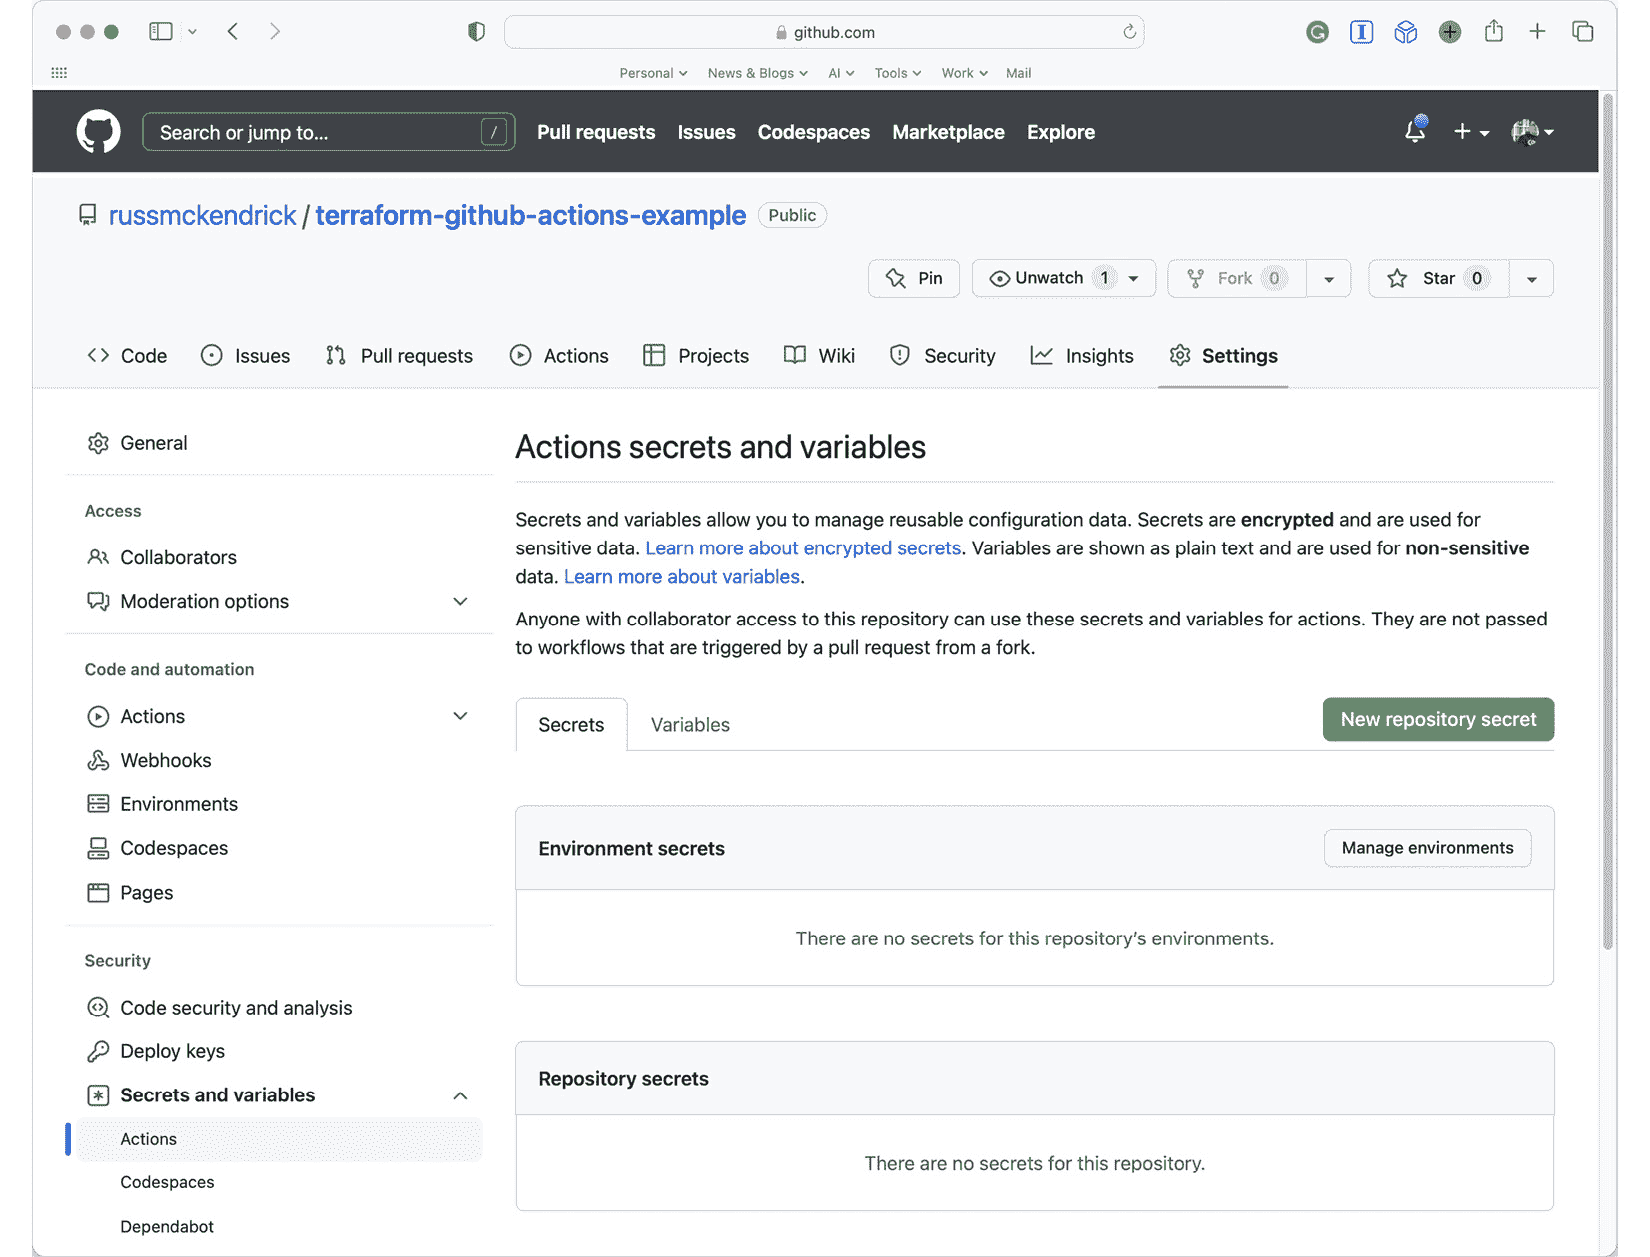 github.com
Personal News & Blogs AI Tools Work Mail
Search or jump to... / Pull requests Issues Codespaces Marketplace Explore
russmckendrick / terraform-github-actions-example Public
Pin Unwatch 1 Fork 0 Star 0
Code Issues Pull requests Actions Projects Wiki Security Insights Settings
General
Access
Collaborators
Moderation options
Code and automation
Actions
Webhooks
Environments
Codespaces
Pages
Security
Code security and analysis
Deploy keys
Secrets and variables
Actions
Codespaces
Dependabot
Actions secrets and variables
Secrets and variables allow you to manage reusable configuration data. Secrets are encrypted and are used for
sensitive data. Learn more about encrypted secrets. Variables are shown as plain text and are used for non-sensitive
data. Learn more about variables.
Anyone with collaborator access to this repository can use these secrets and variables for actions. They are not passed
to workflows that are triggered by a pull request from a fork.
Secrets Variables New repository secret
Environment secrets Manage environments
There are no secrets for this repository's environments.
Repository secrets
There are no secrets for this repository.